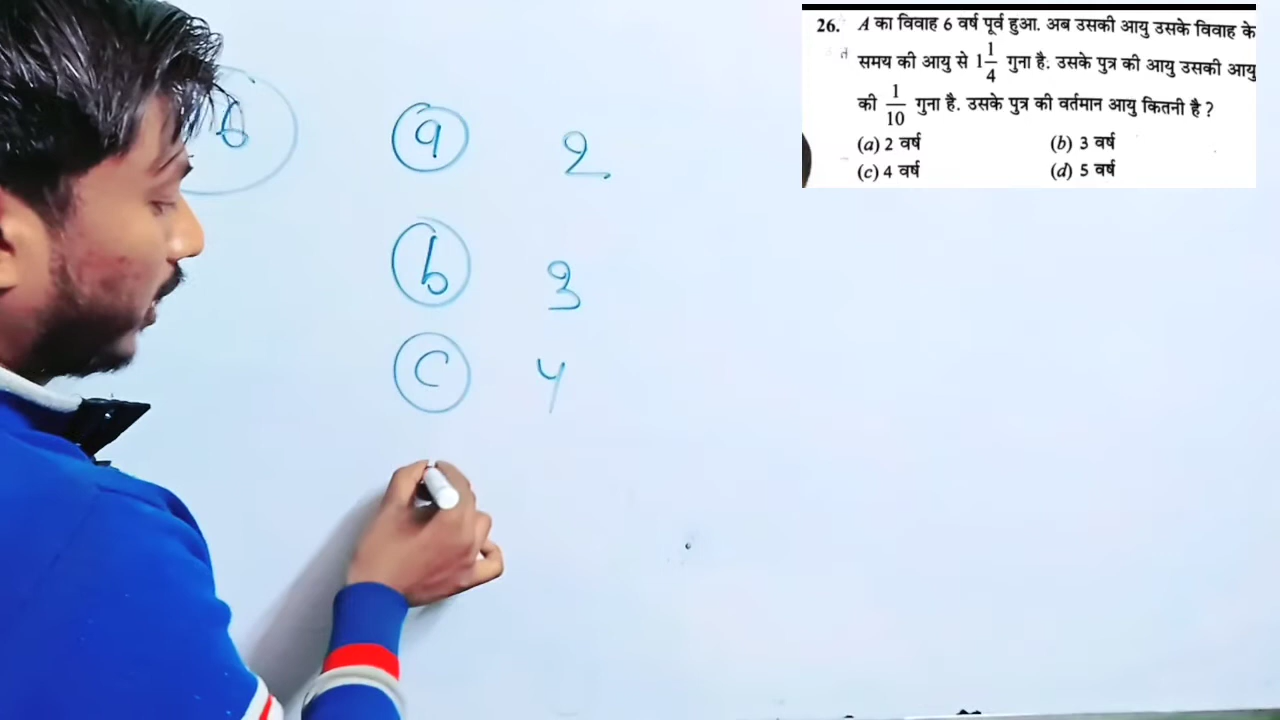 26. A का विवाह 6 वर्ष पूर्व हुआ. अब उसकी आयु उसके विवाह के
समय की आयु से 1 1/4 गुना है. उसके पुत्र की आयु उसकी आयु
की 1/10 गुना है. उसके पुत्र की वर्तमान आयु कितनी है ?
(a) 2 वर्ष (b) 3 वर्ष
(c) 4 वर्ष (d) 5 वर्ष
a 2
b 3
c 4